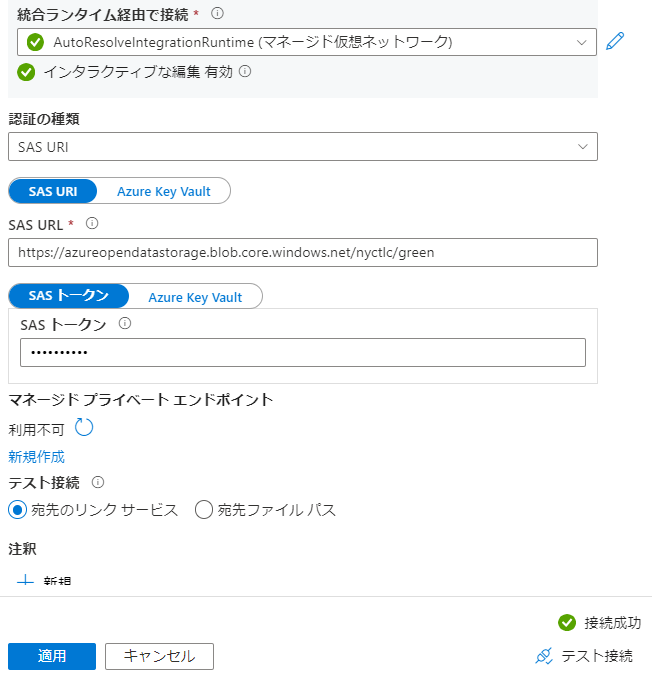 統合ランタイム経由で接続 *
AutoResolveIntegrationRuntime (マネージド仮想ネットワーク)
インタラクティブな編集 有効
認証の種類
SAS URI
SAS URI Azure Key Vault
SAS URL *
https://azureopendatastorage.blob.core.windows.net/nyctlc/green
SAS トークン Azure Key Vault
SAS トークン
••••••••••
マネージド プライベート エンドポイント
利用不可
新規作成
テスト接続
宛先のリンク サービス 宛先ファイル パス
注釈
新規
接続成功
適用 キャンセル テスト接続